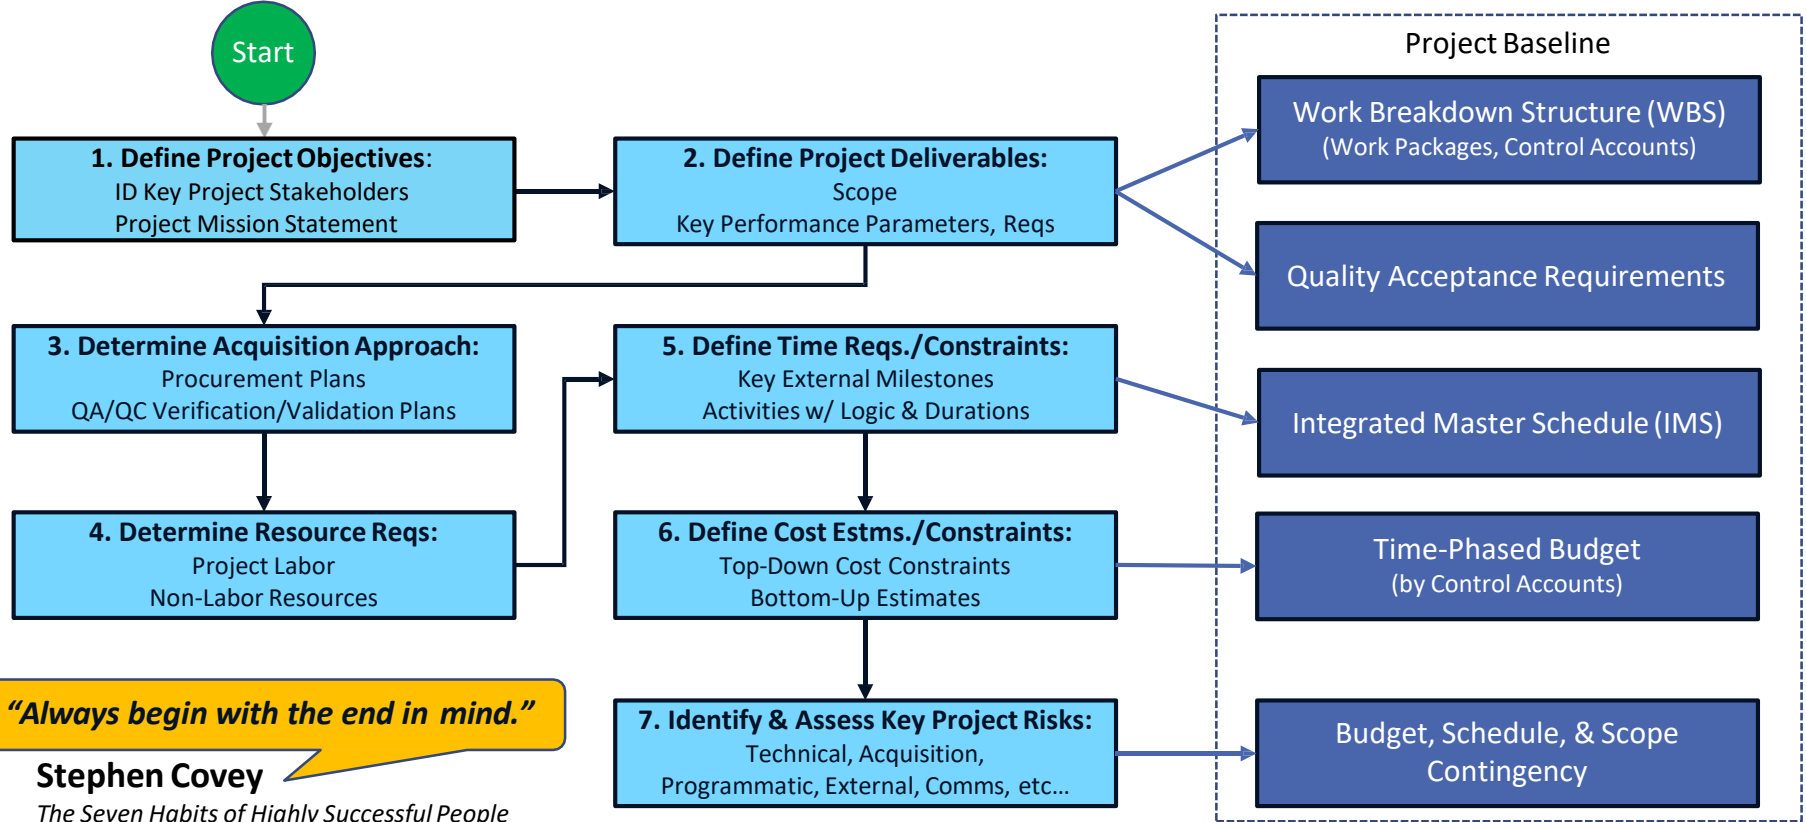 Start
1. Define Project Objectives:
ID Key Project Stakeholders
Project Mission Statement
2. Define Project Deliverables:
Scope
Key Performance Parameters, Reqs
3. Determine Acquisition Approach:
Procurement Plans
QA/QC Verification/Validation Plans
4. Determine Resource Reqs:
Project Labor
Non-Labor Resources
5. Define Time Reqs./Constraints:
Key External Milestones
Activities w/ Logic & Durations
6. Define Cost Estms./Constraints:
Top-Down Cost Constraints
Bottom-Up Estimates
7. Identify & Assess Key Project Risks:
Technical, Acquisition,
Programmatic, External, Comms, etc...
Project Baseline
Work Breakdown Structure (WBS)
(Work Packages, Control Accounts)
Quality Acceptance Requirements
Integrated Master Schedule (IMS)
Time-Phased Budget
(by Control Accounts)
Budget, Schedule, & Scope
Contingency
“Always begin with the end in mind.”
Stephen Covey
The Seven Habits of Highly Successful People